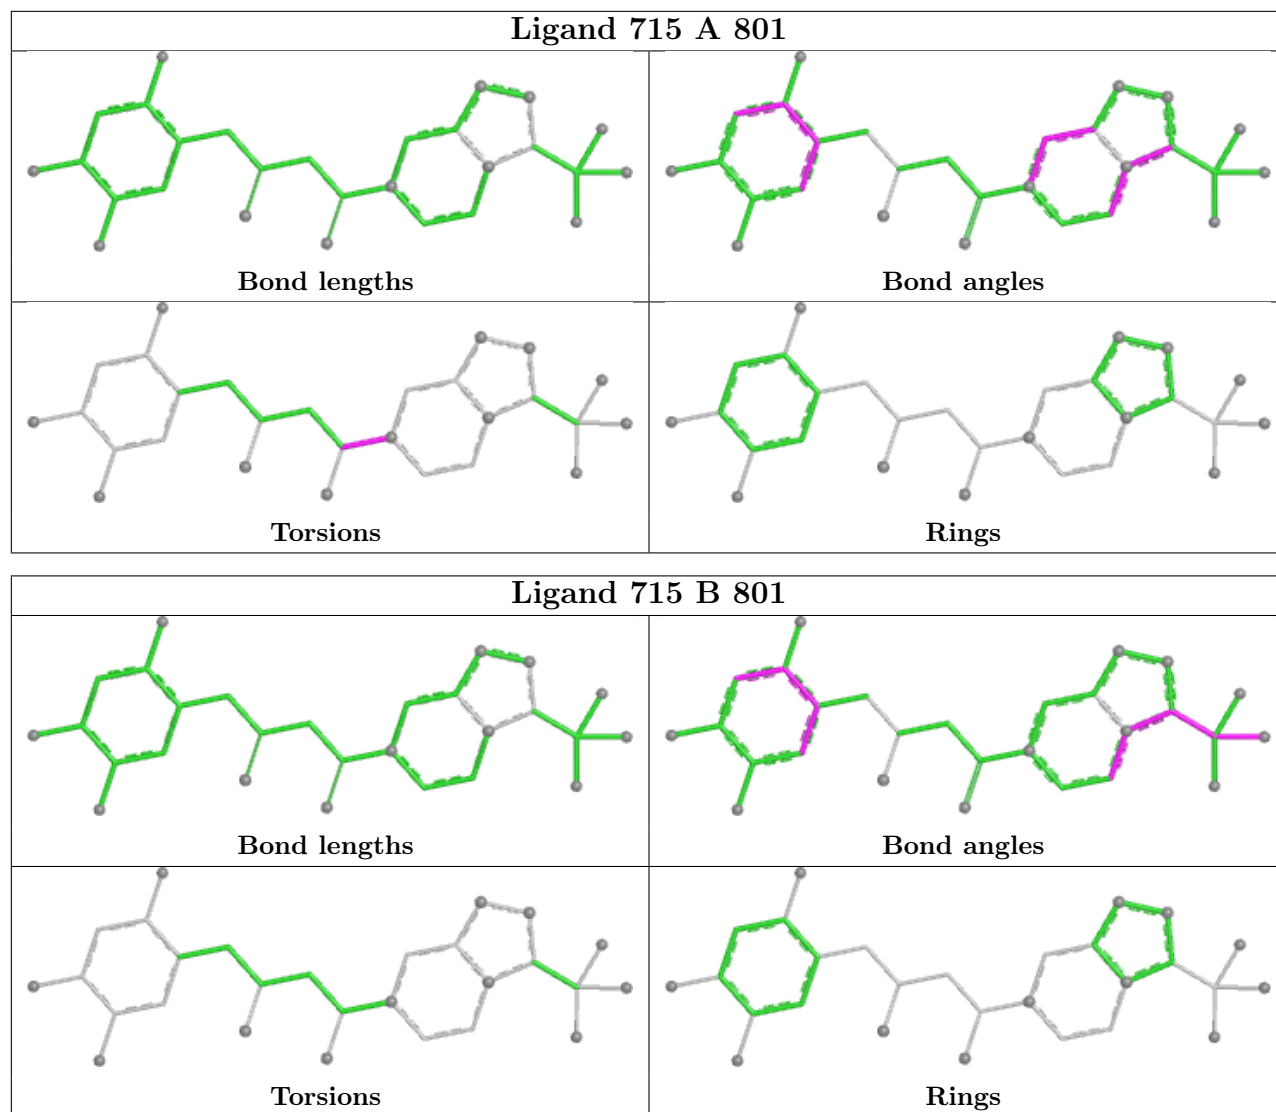 Ligand 715 A 801
Bond lengths
Bond angles
Torsions
Rings
Ligand 715 B 801
Bond lengths
Bond angles
Torsions
Rings